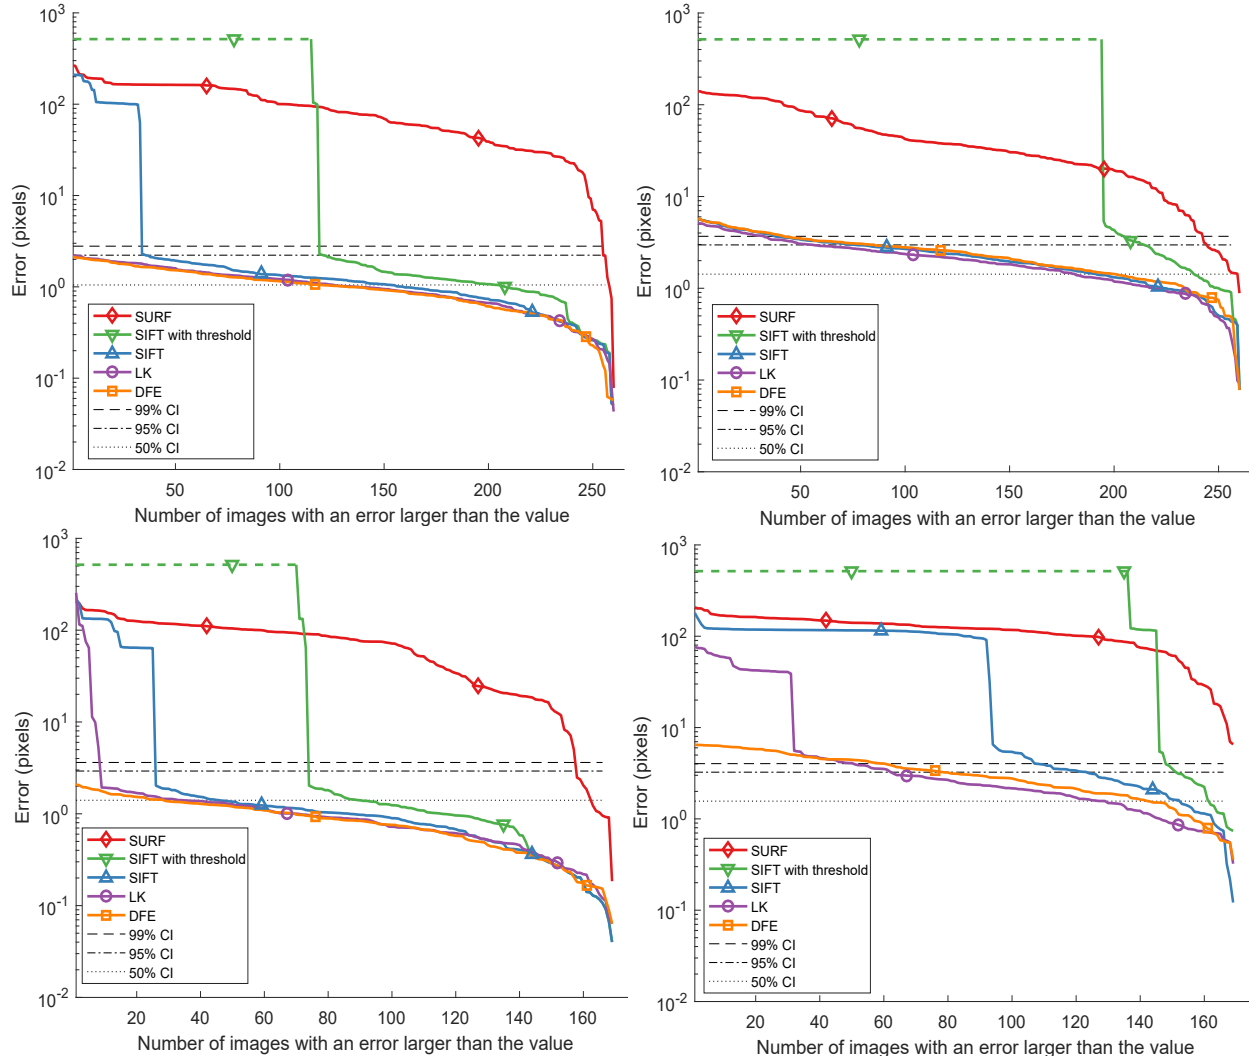 10^3
10^2
10^1
10^0
10^-1
10^-2
Error (pixels)
SURF
SIFT with threshold
SIFT
LK
DFE
99% CI
95% CI
50% CI
50 100 150 200 250
Number of images with an error larger than the value
10^3
10^2
10^1
10^0
10^-1
10^-2
Error (pixels)
SURF
SIFT with threshold
SIFT
LK
DFE
99% CI
95% CI
50% CI
50 100 150 200 250
Number of images with an error larger than the value
10^3
10^2
10^1
10^0
10^-1
10^-2
Error (pixels)
SURF
SIFT with threshold
SIFT
LK
DFE
99% CI
95% CI
50% CI
20 40 60 80 100 120 140 160
Number of images with an error larger than the value
10^3
10^2
10^1
10^0
10^-1
10^-2
Error (pixels)
SURF
SIFT with threshold
SIFT
LK
DFE
99% CI
95% CI
50% CI
20 40 60 80 100 120 140 160
Number of images with an error larger than the value